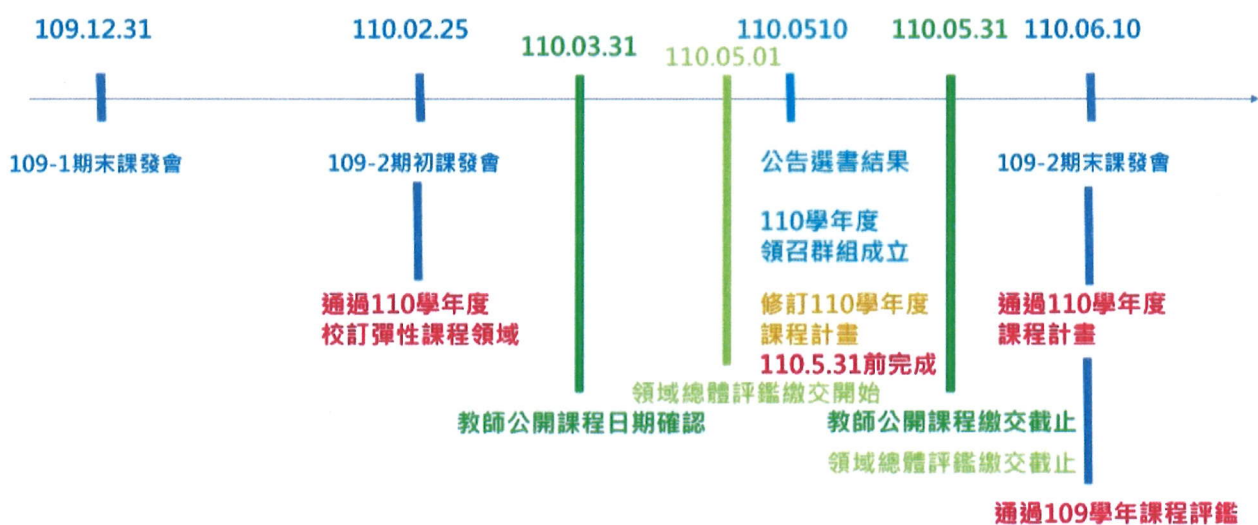 109.12.31
110.02.25
110.03.31
110.05.01
110.0510
110.05.31
110.06.10
109-1期末課發會
109-2期初課發會
公告選書結果
109-2期末課發會
110學年度
領召群組成立
通過110學年度
校訂彈性課程領域
修訂110學年度
課程計畫
110.5.31前完成
通過110學年度
課程計畫
領域總體評鑑繳交開始
教師公開課程日期確認
教師公開課程繳交截止
領域總體評鑑繳交截止
通過109學年課程評鑑